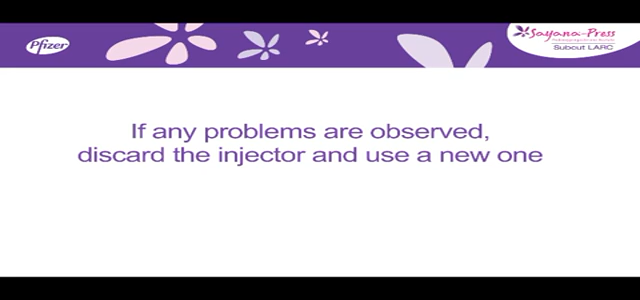 Pfizer
Sayana-Press
Subcut LARC
If any problems are observed,
discard the injector and use a new one